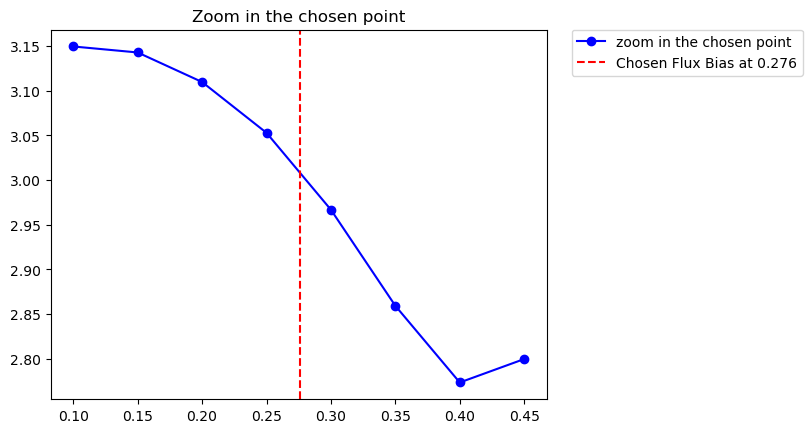 Zoom in the chosen point
zoom in the chosen point
Chosen Flux Bias at 0.276
3.15
3.10
3.05
3.00
2.95
2.90
2.85
2.80
0.10 0.15 0.20 0.25 0.30 0.35 0.40 0.45